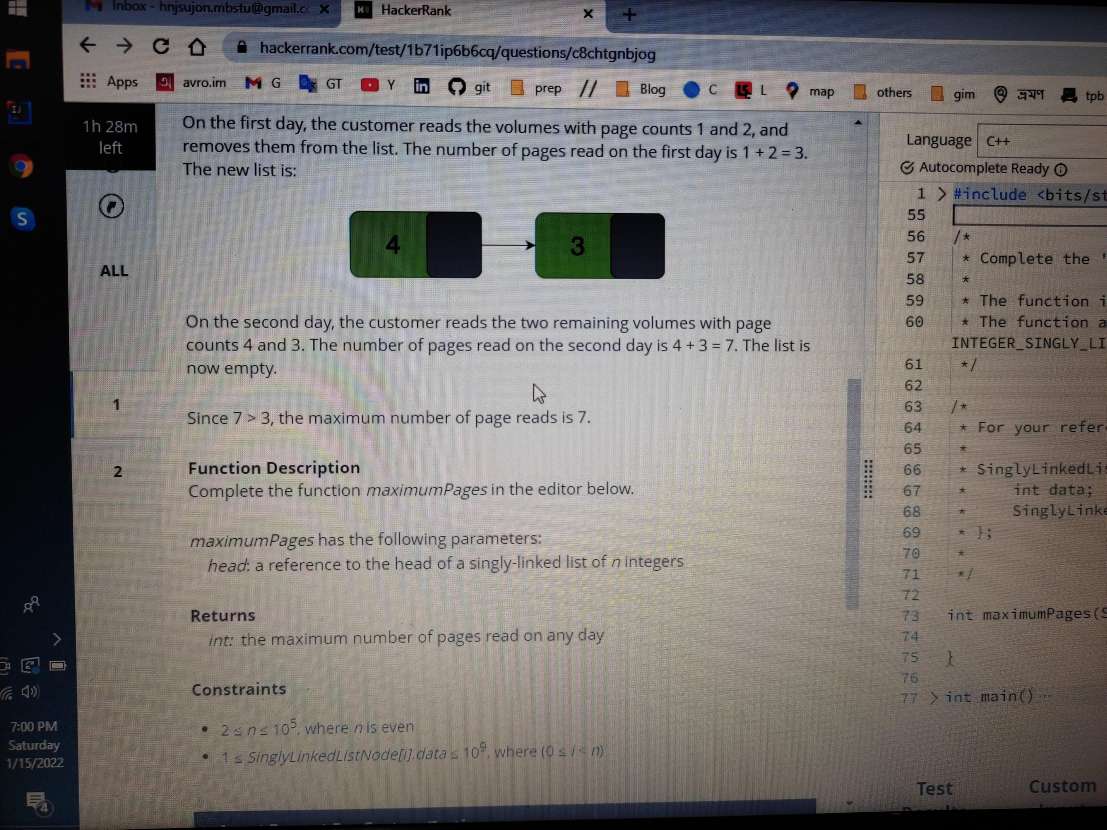 Inbox - hnjsujon.mbstu@gmail.c
HackerRank
hackerrank.com/test/1b71ip6b6cq/questions/c8chtgnbjog
Apps
avro.im
G
GT
Y
git
prep
//
Blog
C
L
map
others
gim
ভ্রমণ
tpb
1h 28m
left
ALL
1
2
On the first day, the customer reads the volumes with page counts 1 and 2, and
removes them from the list. The number of pages read on the first day is 1 + 2 = 3.
The new list is:
4
3
On the second day, the customer reads the two remaining volumes with page
counts 4 and 3. The number of pages read on the second day is 4 + 3 = 7. The list is
now empty.
Since 7 > 3, the maximum number of page reads is 7.
Function Description
Complete the function maximumPages in the editor below.
maximumPages has the following parameters:
head: a reference to the head of a singly-linked list of n integers
Returns
int: the maximum number of pages read on any day
Constraints
• 2 ≤ n ≤ 10⁵, where n is even
• 1 ≤ SinglyLinkedListNode[i].data ≤ 10⁹, where (0 ≤ i < n)
Language C++
Autocomplete Ready
1 > #include <bits/st
55
56 /*
57 * Complete the '
58 *
59 * The function i
60 * The function a
INTEGER_SINGLY_LI
61 */
62
63 /*
64 * For your refer
65 *
66 * SinglyLinkedLis
67 * int data;
68 * SinglyLinke
69 * };
70 *
71 */
72
73 int maximumPages(S
74
75 }
76
77 > int main() ...
Test
Custom
7:00 PM
Saturday
1/15/2022
4